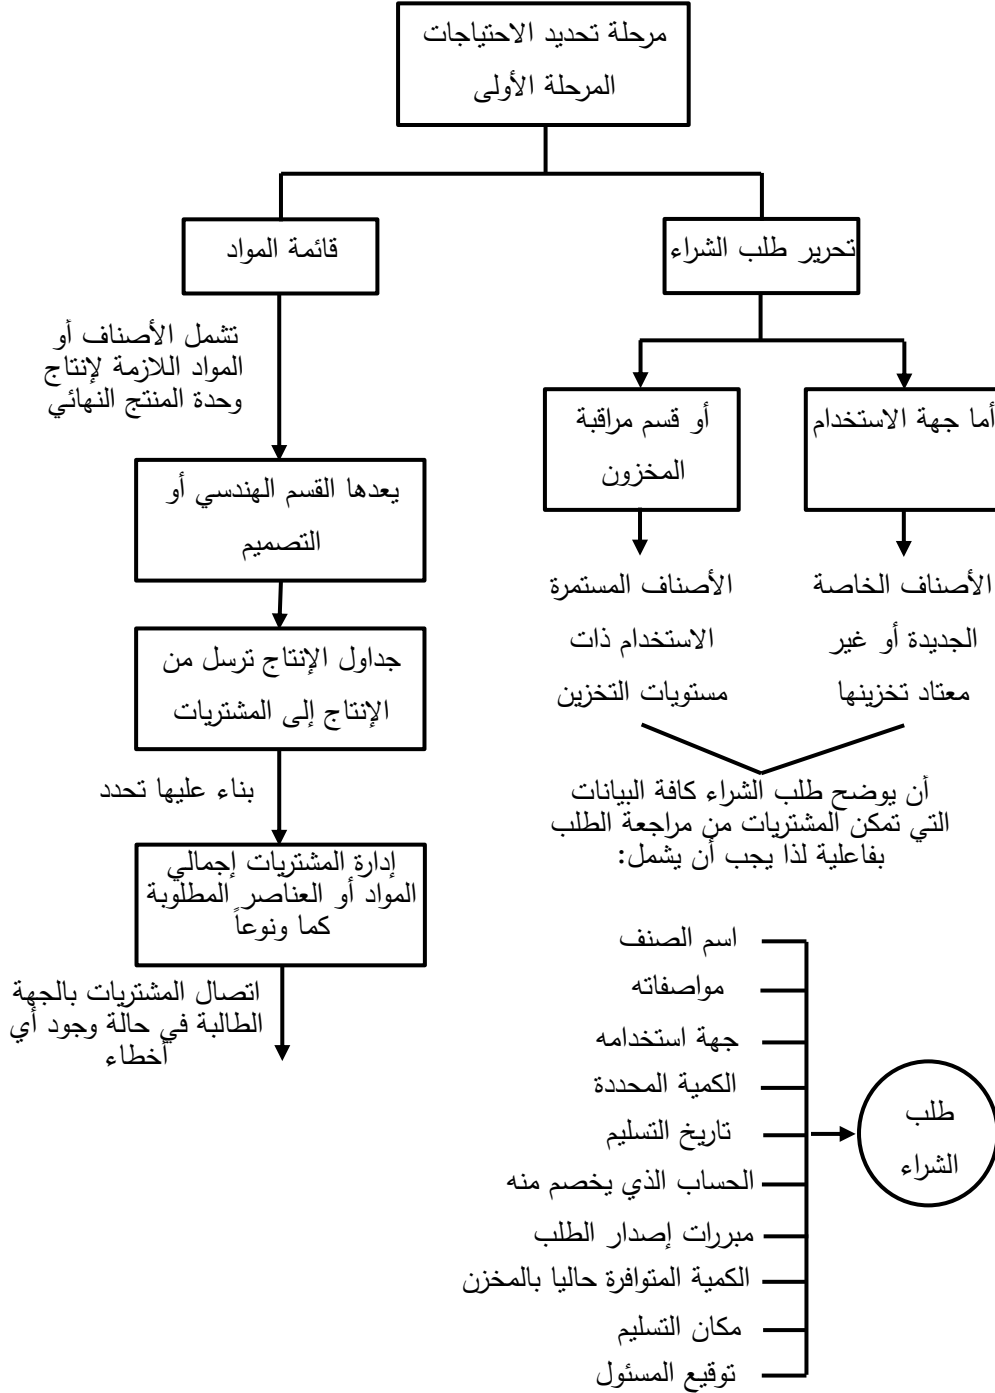 مرحلة تحديد الاحتياجات
المرحلة الأولى
تحرير طلب الشراء
أما جهة الاستخدام
الأصناف الخاصة
الجديدة أو غير
معتاد تخزينها
أو قسم مراقبة
المخزون
الأصناف المستمرة
الاستخدام ذات
مستويات التخزين
أن يوضح طلب الشراء كافة البيانات
التي تمكن المشتريات من مراجعة الطلب
بفاعلية لذا يجب أن يشمل:
طلب
الشراء
اسم الصنف
مواصفاته
جهة استخدامه
الكمية المحددة
تاريخ التسليم
الحساب الذي يخصم منه
مبررات إصدار الطلب
الكمية المتوافرة حاليا بالمخزن
مكان التسليم
توقيع المسئول
قائمة المواد
تشمل الأصناف أو
المواد اللازمة لإنتاج
وحدة المنتج النهائي
يعدها القسم الهندسي أو
التصميم
جداول الإنتاج ترسل من
الإنتاج إلى المشتريات
بناء عليها تحدد
إدارة المشتريات إجمالي
المواد أو العناصر المطلوبة
كما ونوعاً
اتصال المشتريات بالجهة
الطالبة في حالة وجود أي
أخطاء